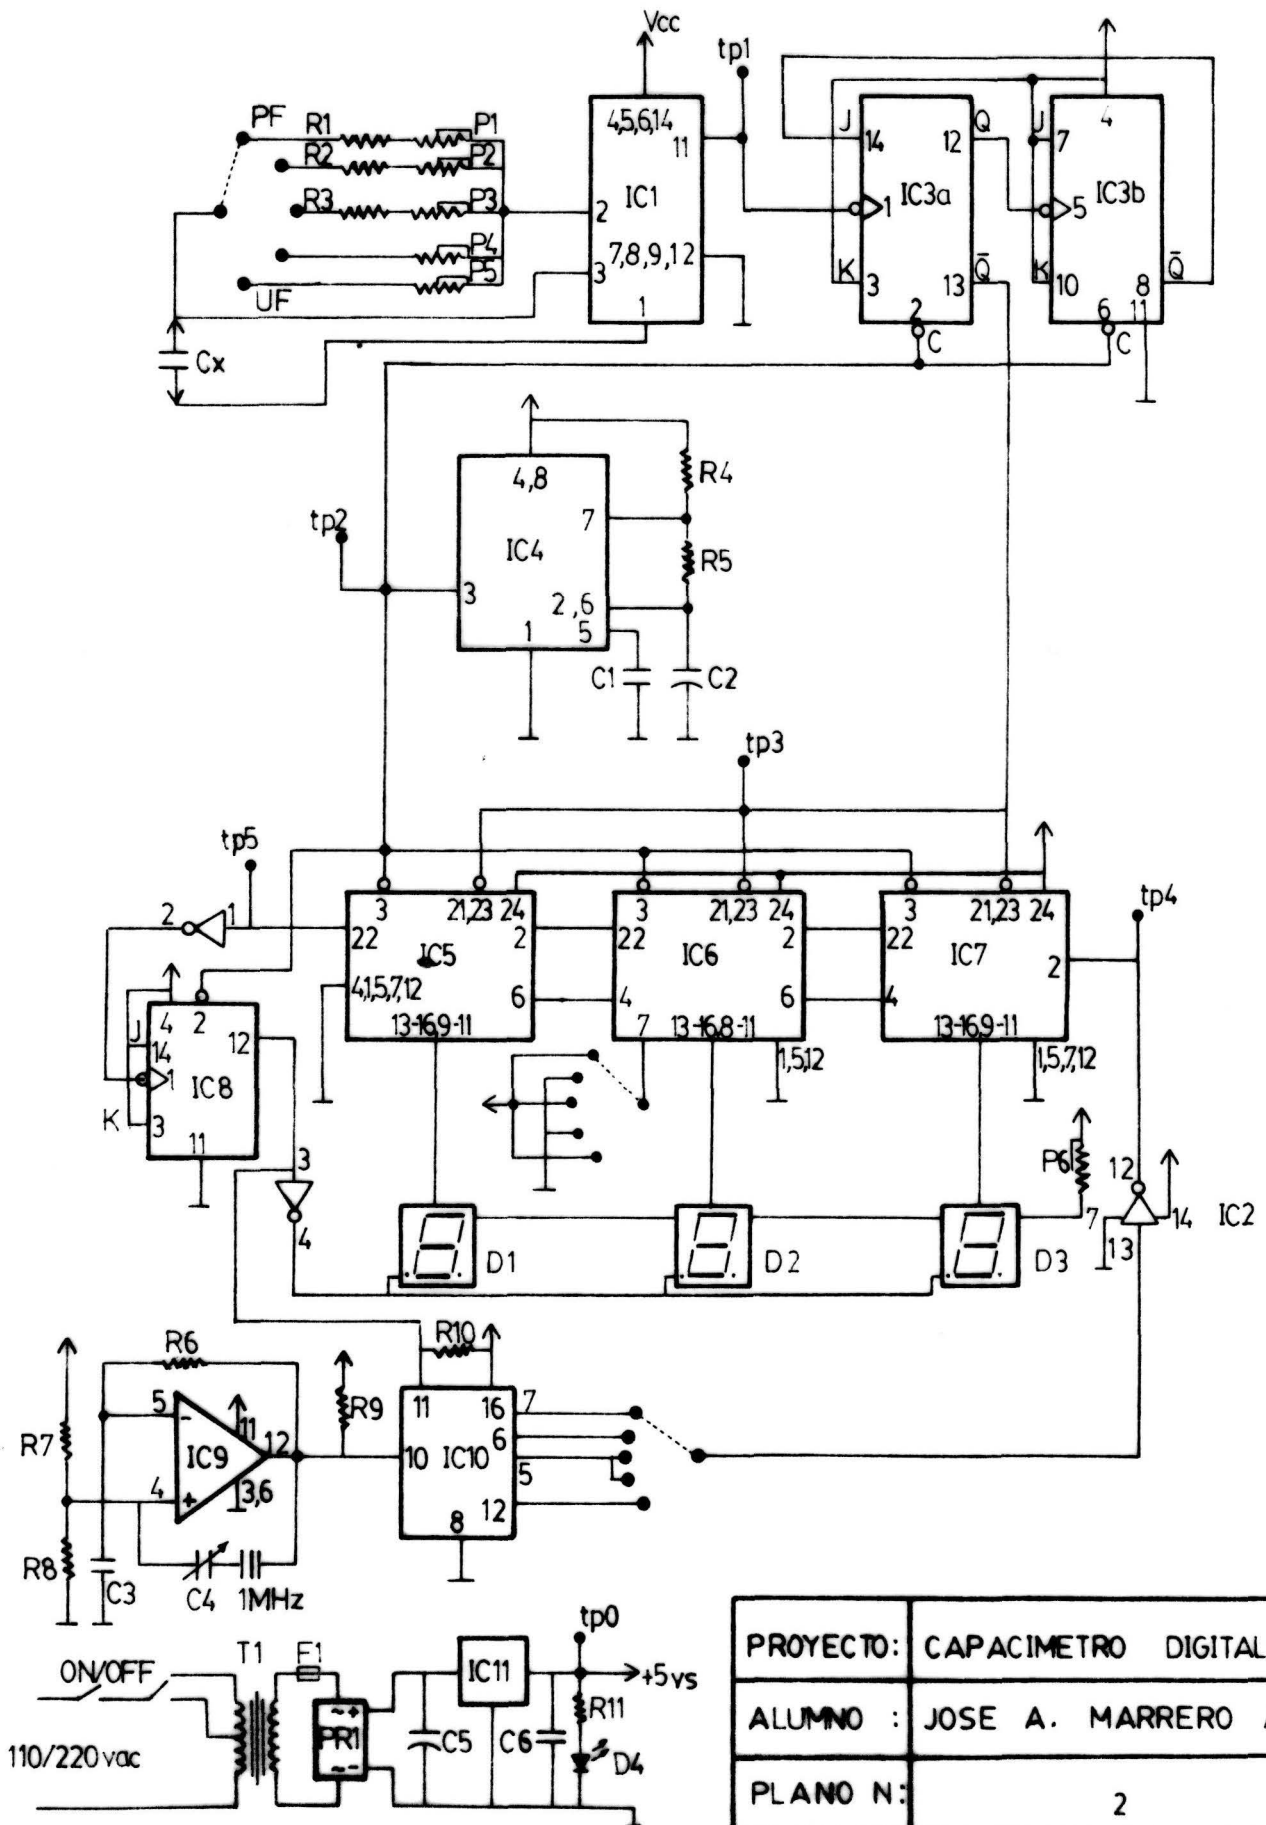 Vcc
tp1
PF
R1
P1
R2
P2
R3
P3
P4
P5
UF
Cx
4,5,6,14
11
2
IC1
7,8,9,12
3
1
J
14
12
Q
1
IC3a
K
3
13
Q̄
2
C
4
J
7
IC3b
5
K
10
8
Q̄
6
11
C
4,8
R4
7
tp2
IC4
R5
3
2,6
1
5
C1
C2
tp3
tp5
tp4
2
1
3
21,23
24
22
IC5
2
4,1,5,7,12
6
13-16,9-11
3
21,23
24
22
IC6
2
4
6
7
13-16,8-11
1,5,12
3
21,23
24
22
IC7
2
4
13-16,9-11
1,5,7,12
4
2
12
J
14
1
IC8
K
3
11
3
4
D1
D2
D3
P6
12
7
14
IC2
13
R6
R10
R7
5
-
11
IC9
12
4
+
3,6
R9
11
16
7
6
10
IC10
5
12
8
R8
C3
C4
1MHz
ON/OFF
T1
F1
tp0
IC11
+5vs
R11
110/220vac
~ +
PR1
~ -
C5
C6
D4
PROYECTO: CAPACIMETRO DIGITAL
ALUMNO : JOSE A. MARRERO
PLANO N: 2